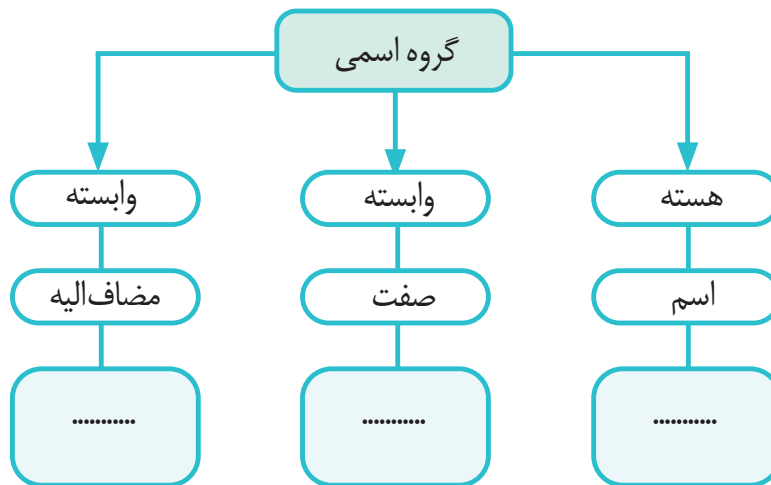 گروه اسمی
هسته
وابسته
وابسته
اسم
صفت
مضاف‌الیه
...........
...........
...........